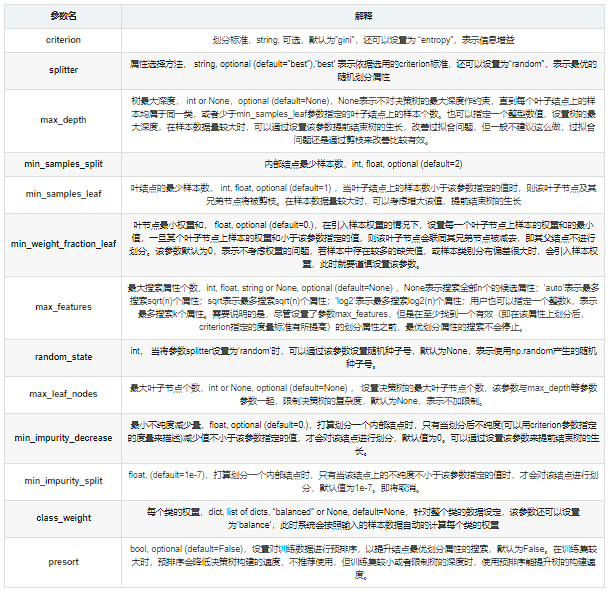 参数名	解释
criterion	划分标准，string, 可选，默认为"gini"，还可以设置为 "entropy"，表示信息增益
splitter	属性选择方法， string, optional (default="best"),'best' 表示依据选用的criterion标准，还可以设置为"random"，表示最优的
随机划分属性
max_depth	树最大深度， int or None，optional (default=None)，None表示不对决策树的最大深度作约束，直到每个叶子结点上的样
本均属于同一类，或者少于min_samples_leaf参数指定的叶子结点上的样本个数。也可以指定一个整型数值，设置树的最
大深度，在样本数据量较大时，可以通过设置该参数提前结束树的生长，改善过拟合问题，但一般不建议这么做，过拟合
问题还是通过剪枝来改善比较有效。
min_samples_split	内部结点最少样本数，int, float, optional (default=2)
min_samples_leaf	叶结点的最少样本数， int, float, optional (default=1) ，当叶子结点上的样本数小于该参数指定的值时，则该叶子节点及其
兄弟节点将被剪枝。在样本数据量较大时，可以考虑增大该值，提前结束树的生长
min_weight_fraction_leaf	叶节点最小权重和， float, optional (default=0.)，在引入样本权重的情况下，设置每一个叶子节点上样本的权重和的最小
值，一旦某个叶子节点上样本的权重和小于该参数指定的值，则该叶子节点会联同其兄弟节点被减去，即其父结点不进行
划分。该参数默认为0，表示不考虑权重的问题，若样本中存在较多的缺失值，或样本类别分布偏差很大时，会引入样本权
重，此时就要谨慎设置该参数。
max_features	最大搜索属性个数，int, float, string or None, optional (default=None) ，None表示搜索全部n个的候选属性；'auto'表示最
多搜索sqrt(n)个属性；sqrt表示最多搜索sqrt(n)个属性；'log2'表示最多搜索log2(n)个属性；用户也可以指定一个整数k，表
示最多搜索k个属性。需要说明的是，尽管设置了参数max_features，但是在至少找到一个有效（即在该属性上划分后，
criterion指定的度量标准有所提高）的划分属性之前，最优划分属性的搜索不会停止。
random_state	int， 当将参数splitter设置为'random'时，可以通过该参数设置随机种子号，默认为None，表示使用np.random产生的随机
种子号。
max_leaf_nodes	最大叶子节点个数，int or None, optional (default=None) ， 设置决策树的最大叶子节点个数，该参数与max_depth等参数
参数一起，限制决策树的复杂度，默认为None，表示不加限制。
min_impurity_decrease	最小不纯度减少量，float, optional (default=0.)，打算划分一个内部结点时，只有当划分后不纯度(可以用criterion参数指定
的度量来描述)减少值不小于该参数指定的值，才会对该结点进行划分，默认值为0。可以通过设置该参数来提前结束树的生
长。
min_impurity_split	float, (default=1e-7)，打算划分一个内部结点时，只有当该结点上的不纯度不小于该参数指定的值时，才会对该结点进行划
分，默认值为1e-7。即将取消。
class_weight	每个类的权重，dict, list of dicts, "balanced" or None, default=None，针对整个类的数据设定，该参数还可以设置
为'balance'，此时系统会按照输入的样本数据自动的计算每个类的权重
presort	bool, optional (default=False)，设置对训练数据进行预排序，以提升结点最优划分属性的搜索，默认为False。在训练集较
大时，预排序会降低决策树构建的速度，不推荐使用，但训练集较小或者限制树的深度时，使用预排序能提升树的构建速
度。